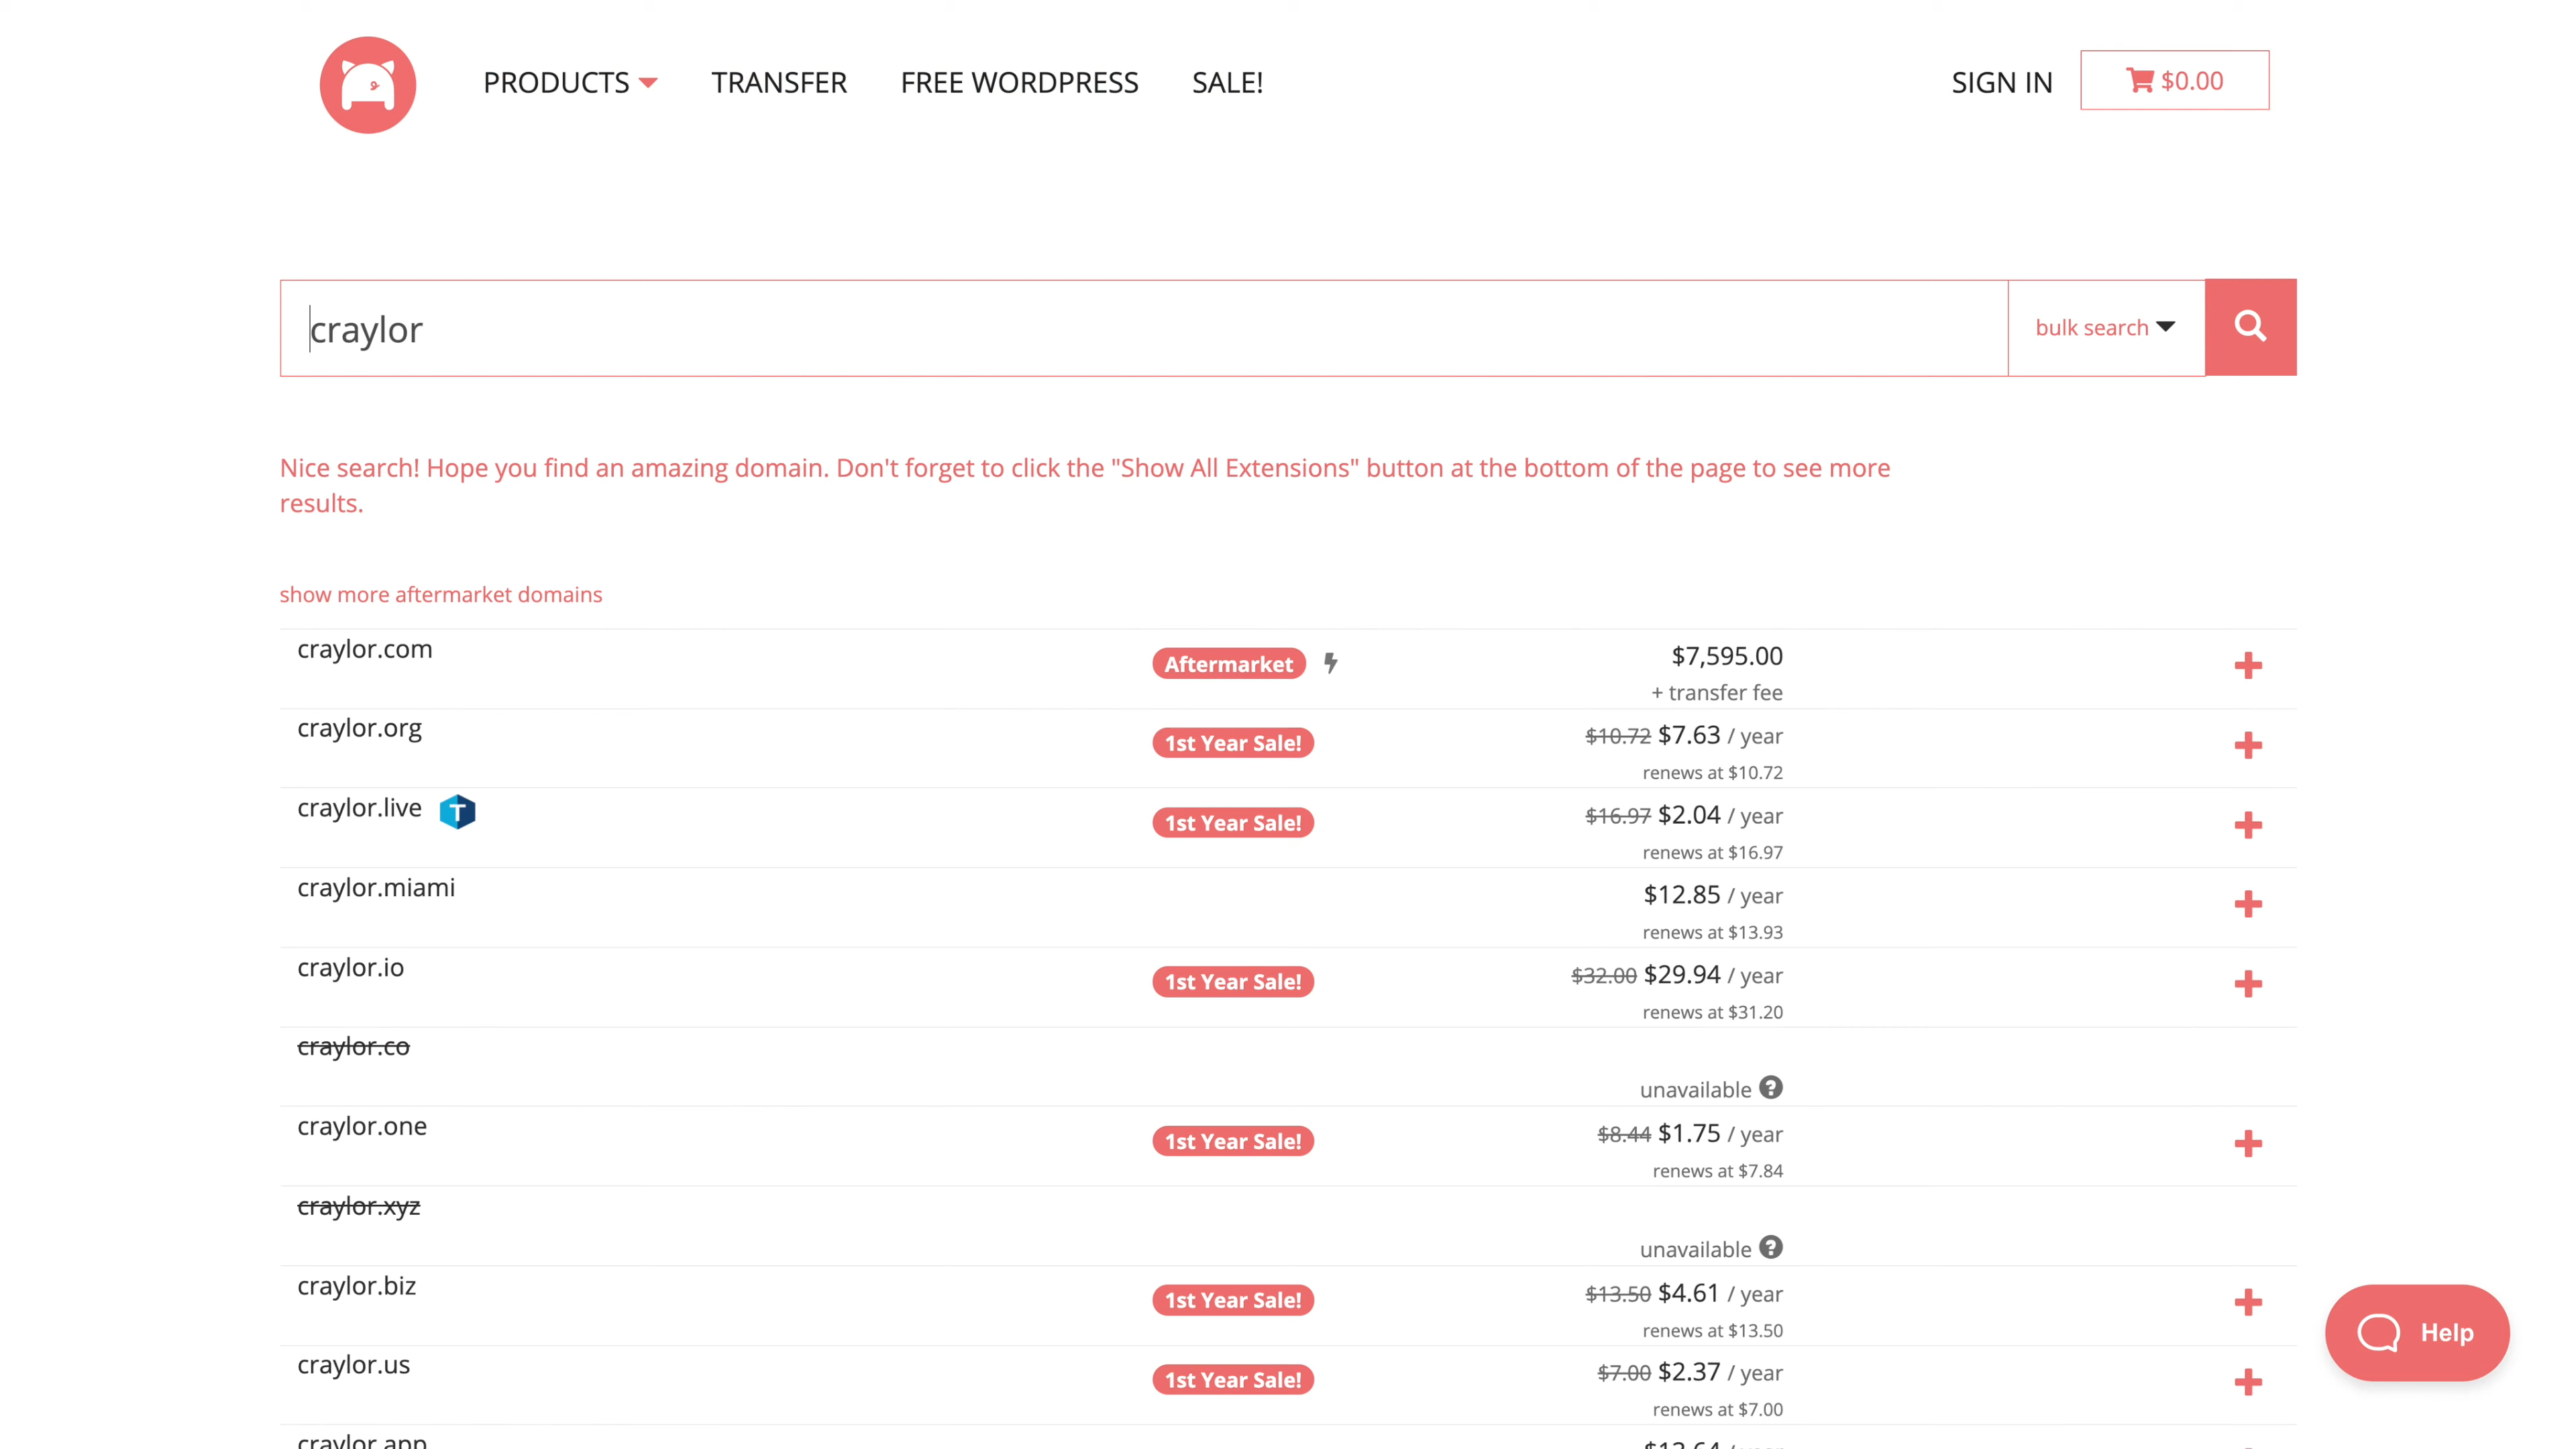 PRODUCTS TRANSFER FREE WORDPRESS SALE! SIGN IN $0.00
craylor bulk search
Nice search! Hope you find an amazing domain. Don't forget to click the "Show All Extensions" button at the bottom of the page to see more
results.
show more aftermarket domains
craylor.com Aftermarket $7,595.00
+ transfer fee
craylor.org 1st Year Sale! $10.72 $7.63 / year
renews at $10.72
craylor.live T 1st Year Sale! $16.97 $2.04 / year
renews at $16.97
craylor.miami $12.85 / year
renews at $13.93
craylor.io 1st Year Sale! $32.00 $29.94 / year
renews at $31.20
craylor.co
unavailable ?
craylor.one 1st Year Sale! $8.44 $1.75 / year
renews at $7.84
craylor.xyz
unavailable ?
craylor.biz 1st Year Sale! $13.50 $4.61 / year
renews at $13.50
Help
craylor.us 1st Year Sale! $7.00 $2.37 / year
renews at $7.00
craylor.app